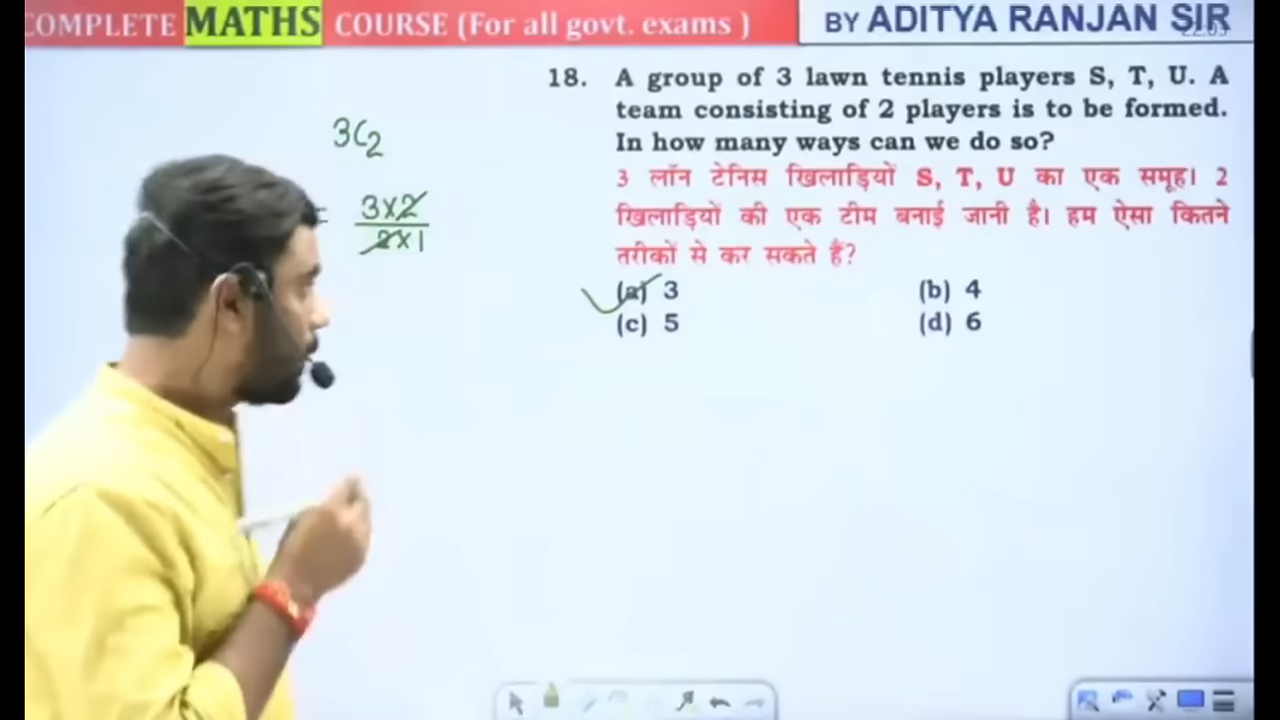 COMPLETE MATHS COURSE (For all govt. exams )
BY ADITYA RANJAN SIR
18. A group of 3 lawn tennis players S, T, U. A
team consisting of 2 players is to be formed.
In how many ways can we do so?
3 लॉन टेनिस खिलाड़ियों S, T, U का एक समूह। 2
खिलाड़ियों की एक टीम बनाई जानी है। हम ऐसा कितने
तरीकों से कर सकते हैं?
(a) 3 (b) 4
(c) 5 (d) 6
3C2
= 3×2
2×1